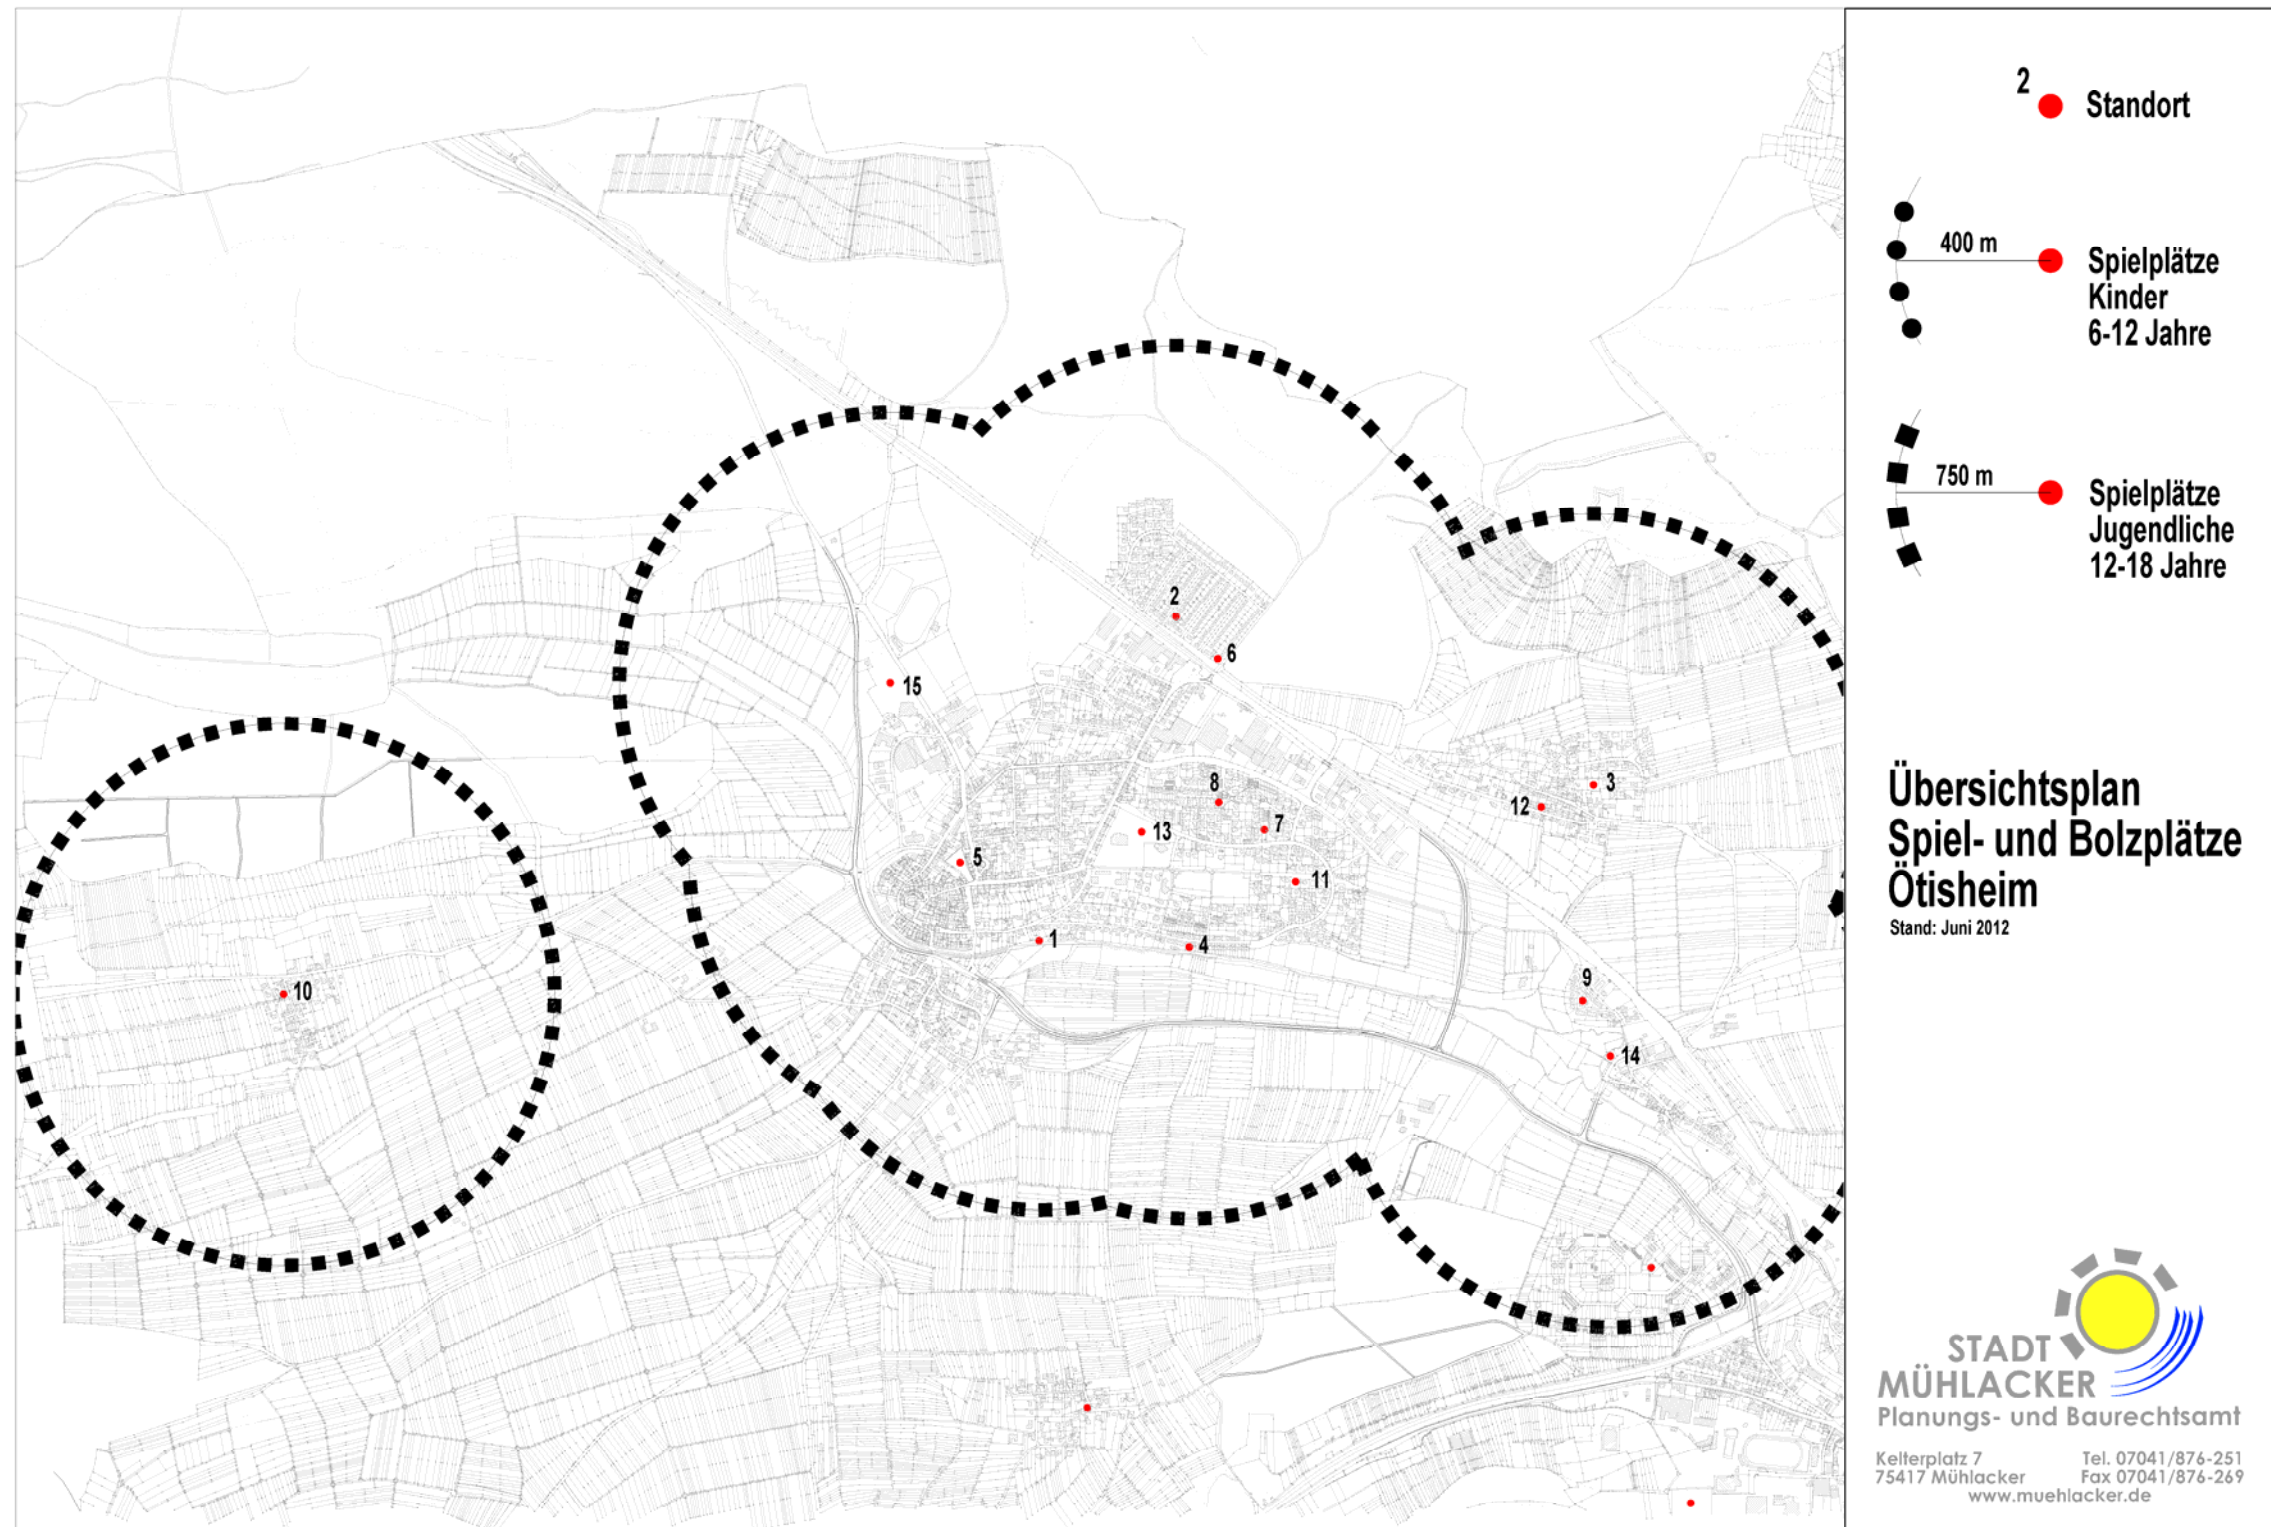 2
6
15
8
7
13
5
11
1
4
12
3
9
14
10
2
Standort
400 m
Spielplätze
Kinder
6-12 Jahre
750 m
Spielplätze
Jugendliche
12-18 Jahre
Übersichtsplan
Spiel- und Bolzplätze
Ötisheim
Stand: Juni 2012
STADT
MÜHLACKER
Planungs- und Baurechtsamt
Kelterplatz 7 Tel. 07041/876-251
75417 Mühlacker Fax 07041/876-269
www.muehlacker.de